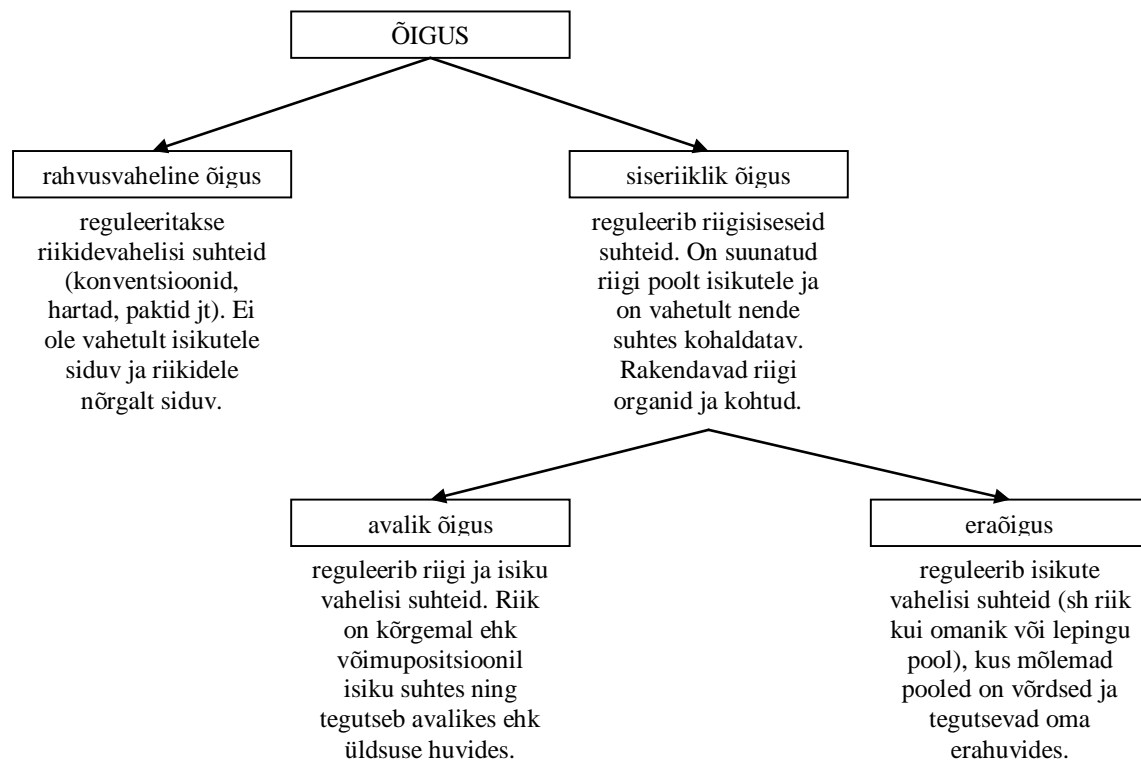 ÕIGUS
rahvusvaheline õigus
reguleeritakse
riikidevahelisi suhteid
(konventsioonid,
hartad, paktid jt). Ei
ole vahetult isikutele
siduv ja riikidele
nõrgalt siduv.
siseriiklik õigus
reguleerib riigisiseseid
suhteid. On suunatud
riigi poolt isikutele ja
on vahetult nende
suhtes kohaldatav.
Rakendavad riigi
organid ja kohtud.
avalik õigus
reguleerib riigi ja isiku
vahelisi suhteid. Riik
on kõrgemal ehk
võimupositsioonil
isiku suhtes ning
tegutseb avalikes ehk
üldsuse huvides.
eraõigus
reguleerib isikute
vahelisi suhteid (sh riik
kui omanik või lepingu
pool), kus mõlemad
pooled on võrdsed ja
tegutsevad oma
erahuvides.